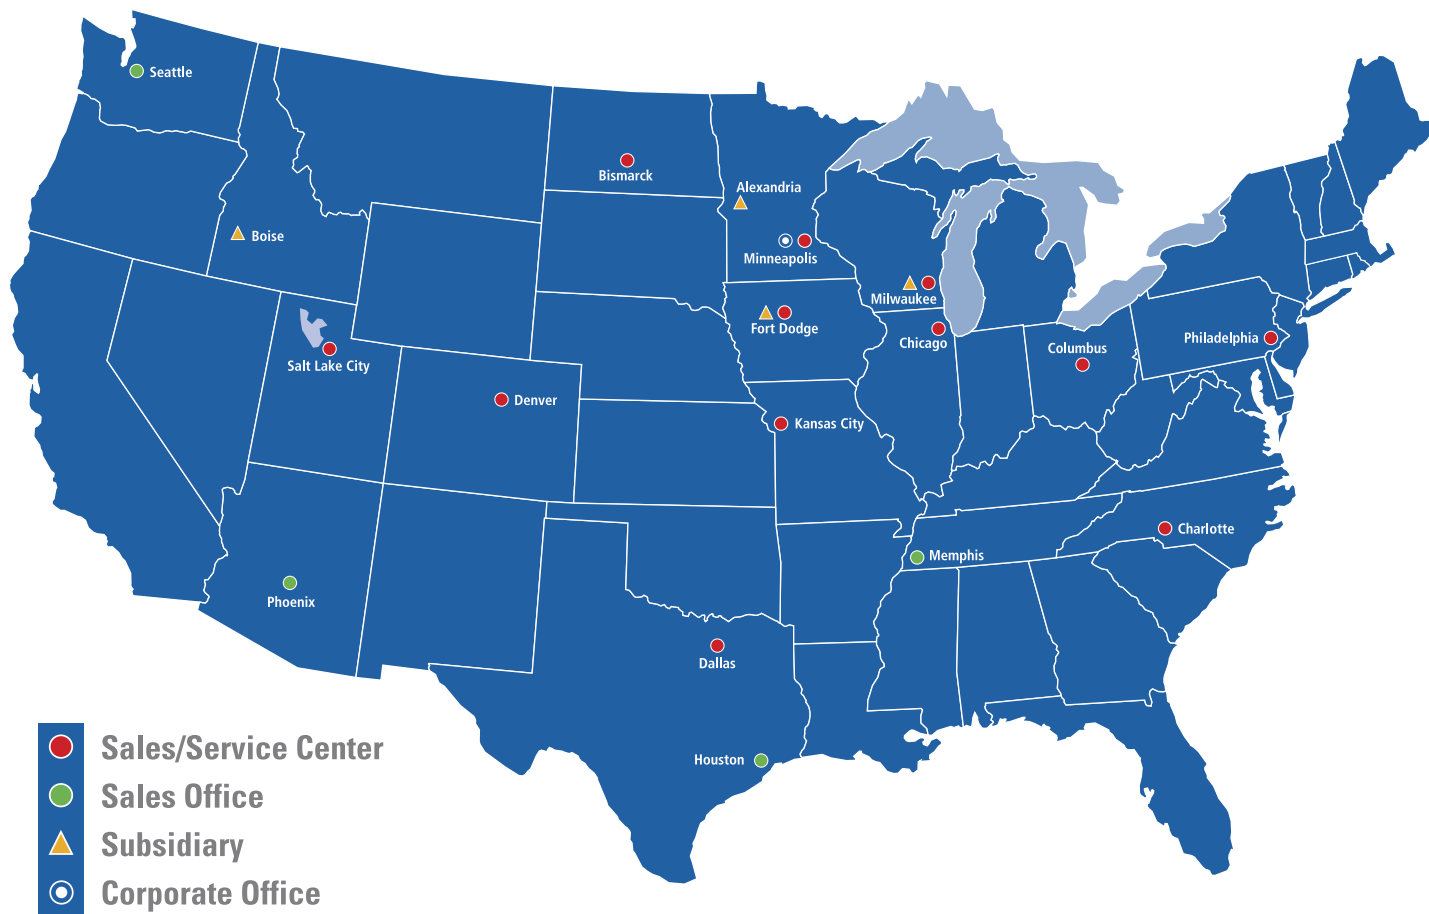 Seattle
Bismarck
Alexandria
Boise
Minneapolis
Milwaukee
Fort Dodge
Chicago
Columbus
Philadelphia
Salt Lake City
Denver
Kansas City
Charlotte
Memphis
Phoenix
Dallas
Houston
Sales/Service Center
Sales Office
Subsidiary
Corporate Office